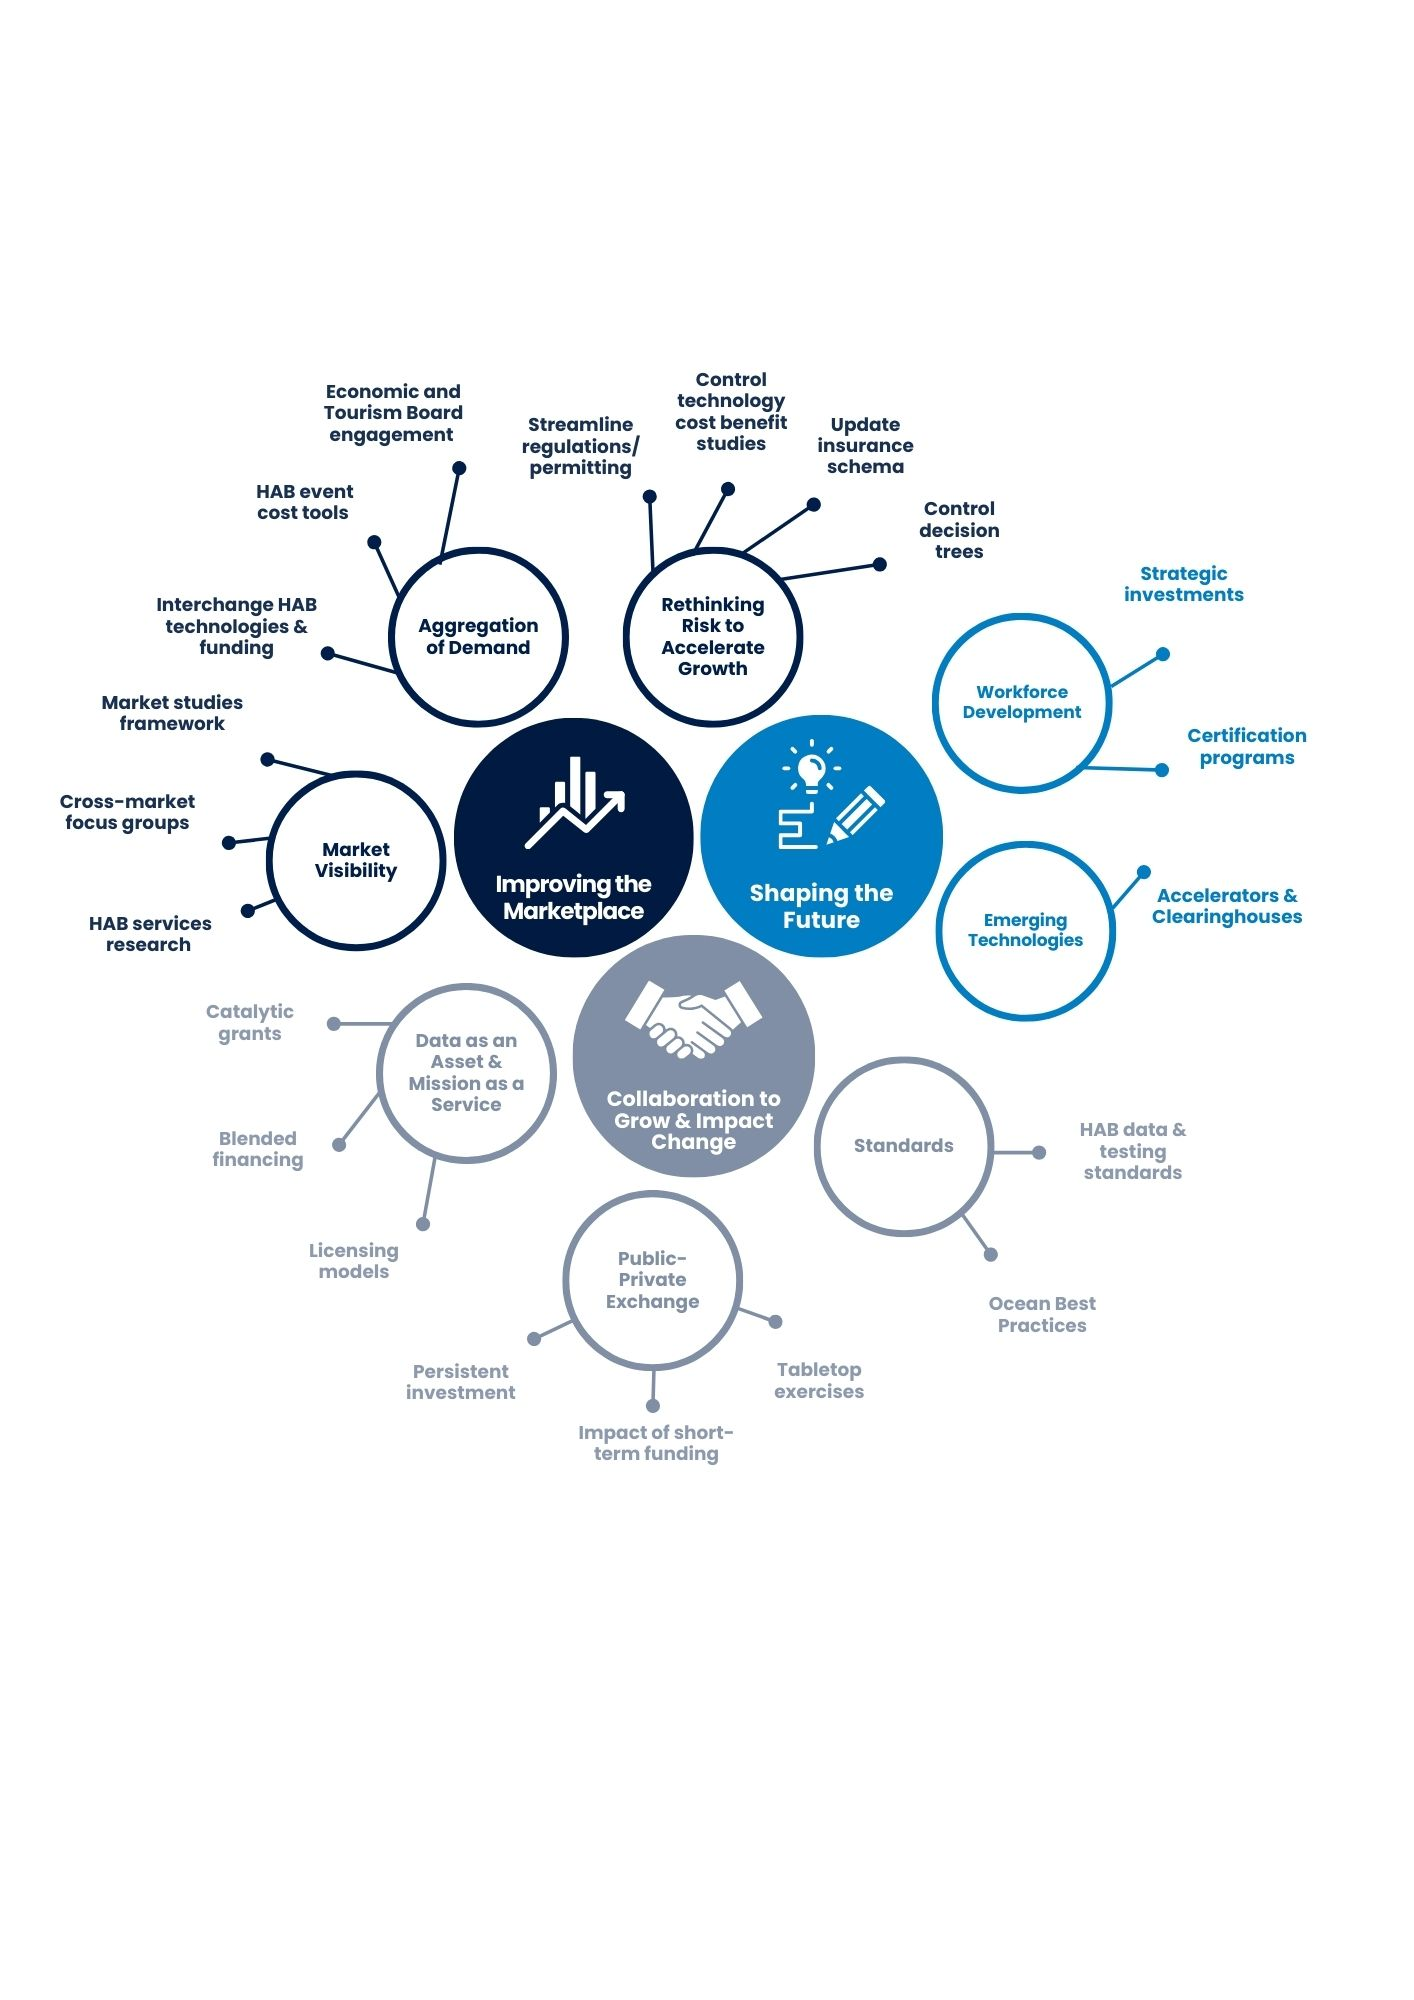 Economic and
Tourism Board
engagement
HAB event
cost tools
Interchange HAB
technologies &
funding
Aggregation
of Demand
Streamline
regulations/
permitting
Control
technology
cost benefit
studies
Update
insurance
schema
Control
decision
trees
Rethinking
Risk to
Accelerate
Growth
Market studies
framework
Cross-market
focus groups
HAB services
research
Market
Visibility
Improving the
Marketplace
Shaping the
Future
Strategic
investments
Workforce
Development
Certification
programs
Emerging
Technologies
Accelerators &
Clearinghouses
Collaboration to
Grow & Impact
Change
Catalytic
grants
Blended
financing
Licensing
models
Data as an
Asset &
Mission as a
Service
Standards
HAB data &
testing
standards
Ocean Best
Practices
Public-
Private
Exchange
Persistent
investment
Impact of short-
term funding
Tabletop
exercises